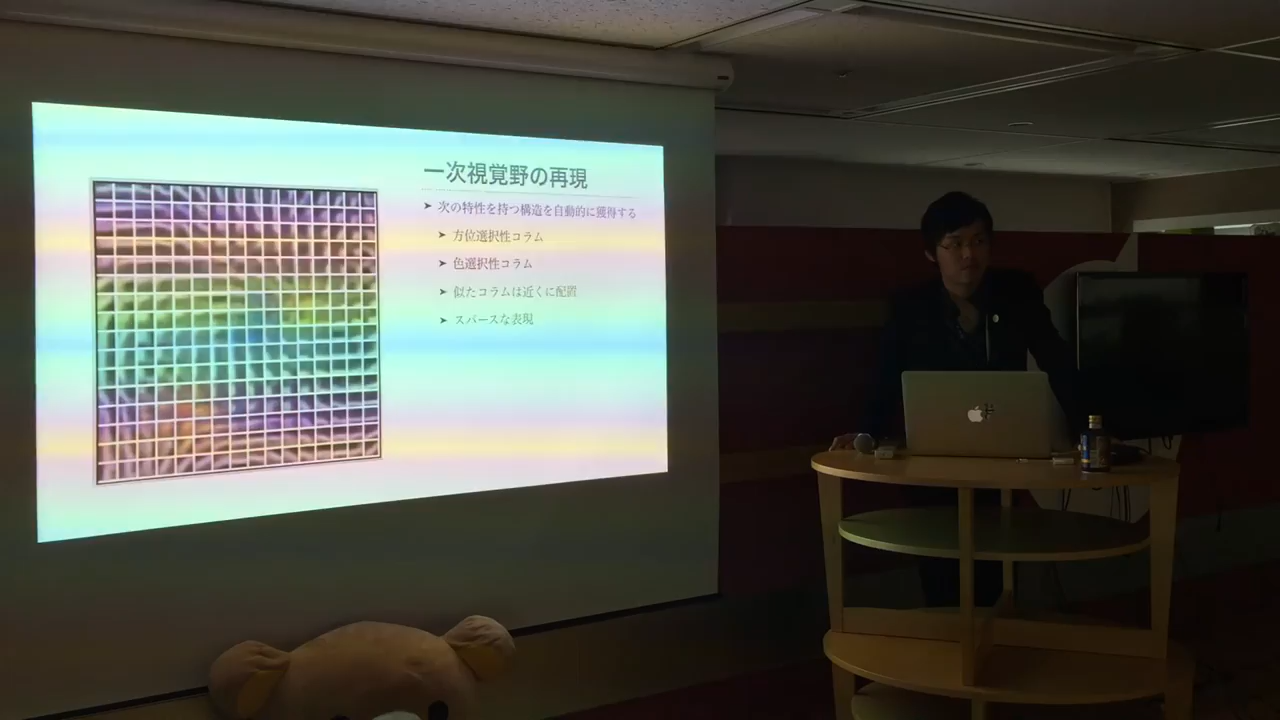 一次視覚野の再現
➤ 次の特性を持つ構造を自動的に獲得する
➤ 方位選択性コラム
➤ 色選択性コラム
➤ 似たコラムは近くに配置
➤ スパースな表現